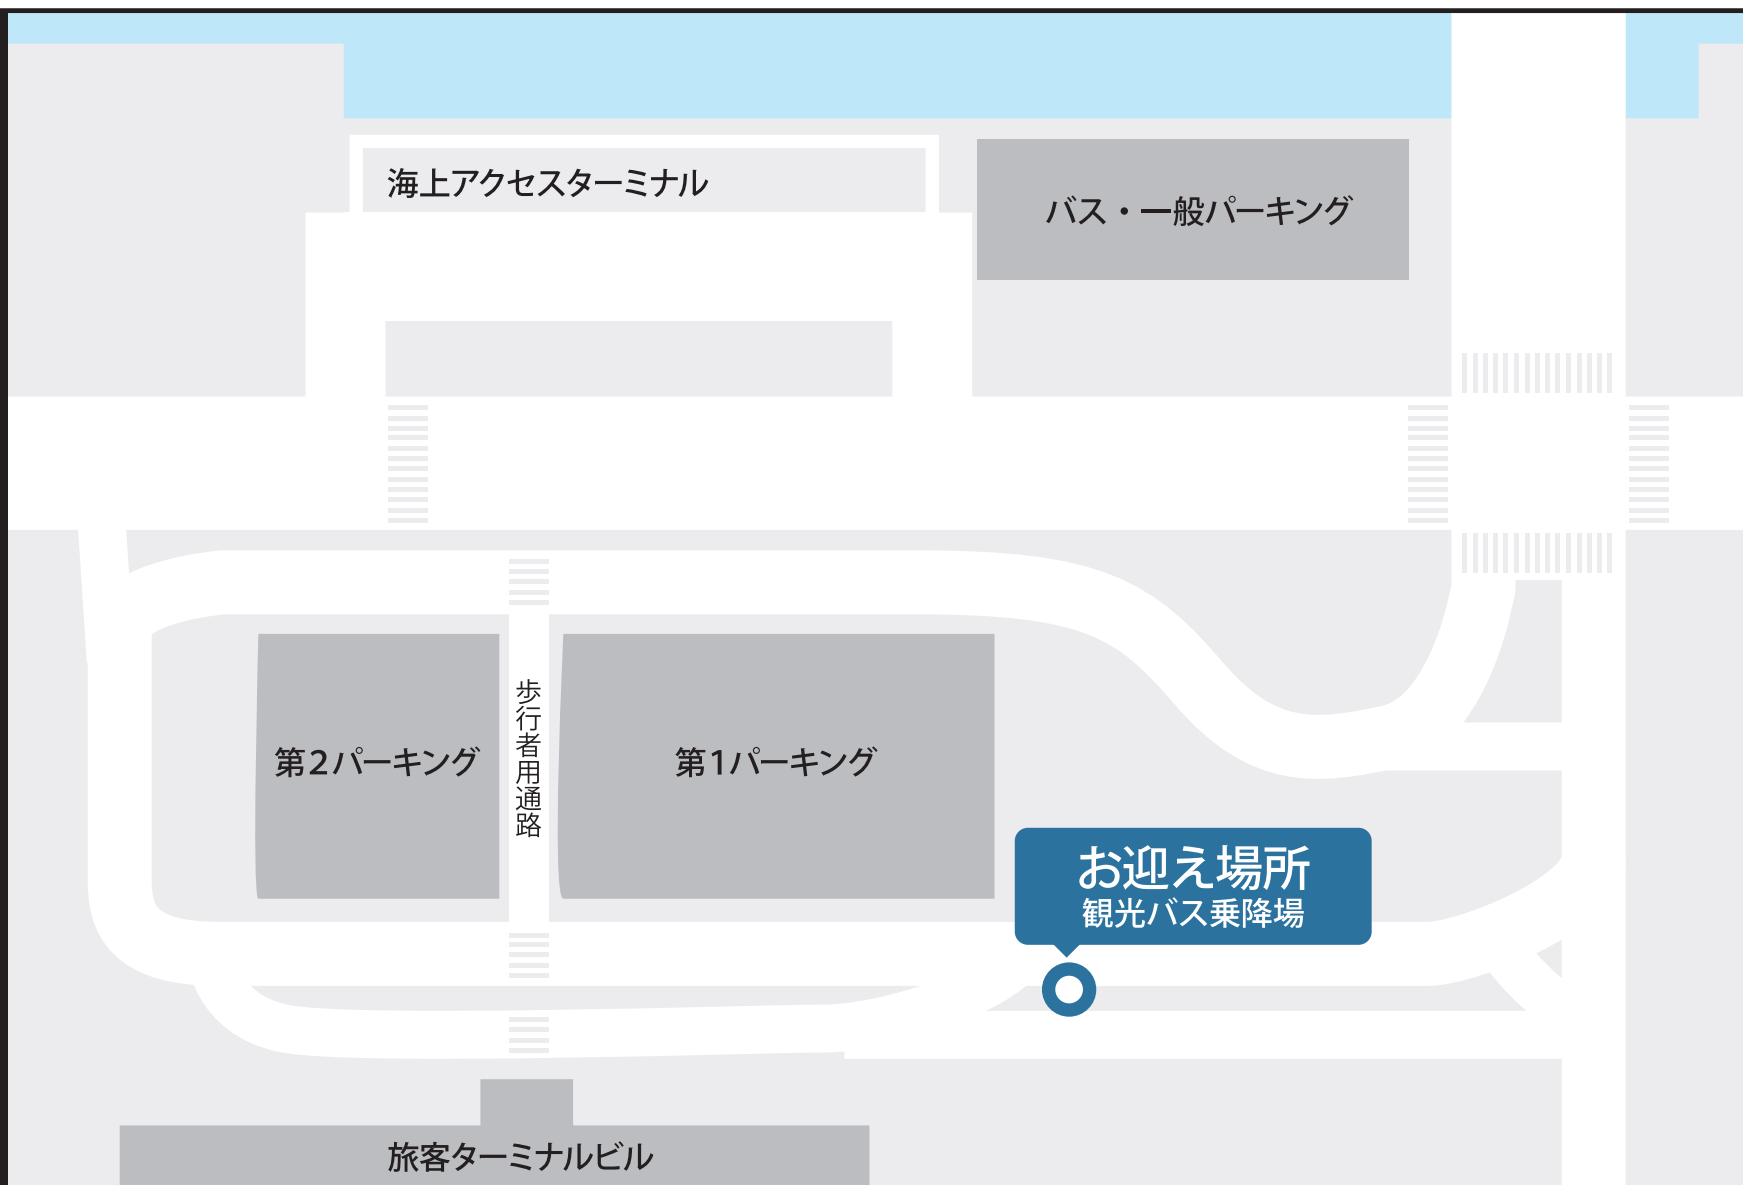 海上アクセスターミナル
バス・一般パーキング
歩行者用通路
第2パーキング
第1パーキング
お迎え場所
観光バス乗降場
旅客ターミナルビル